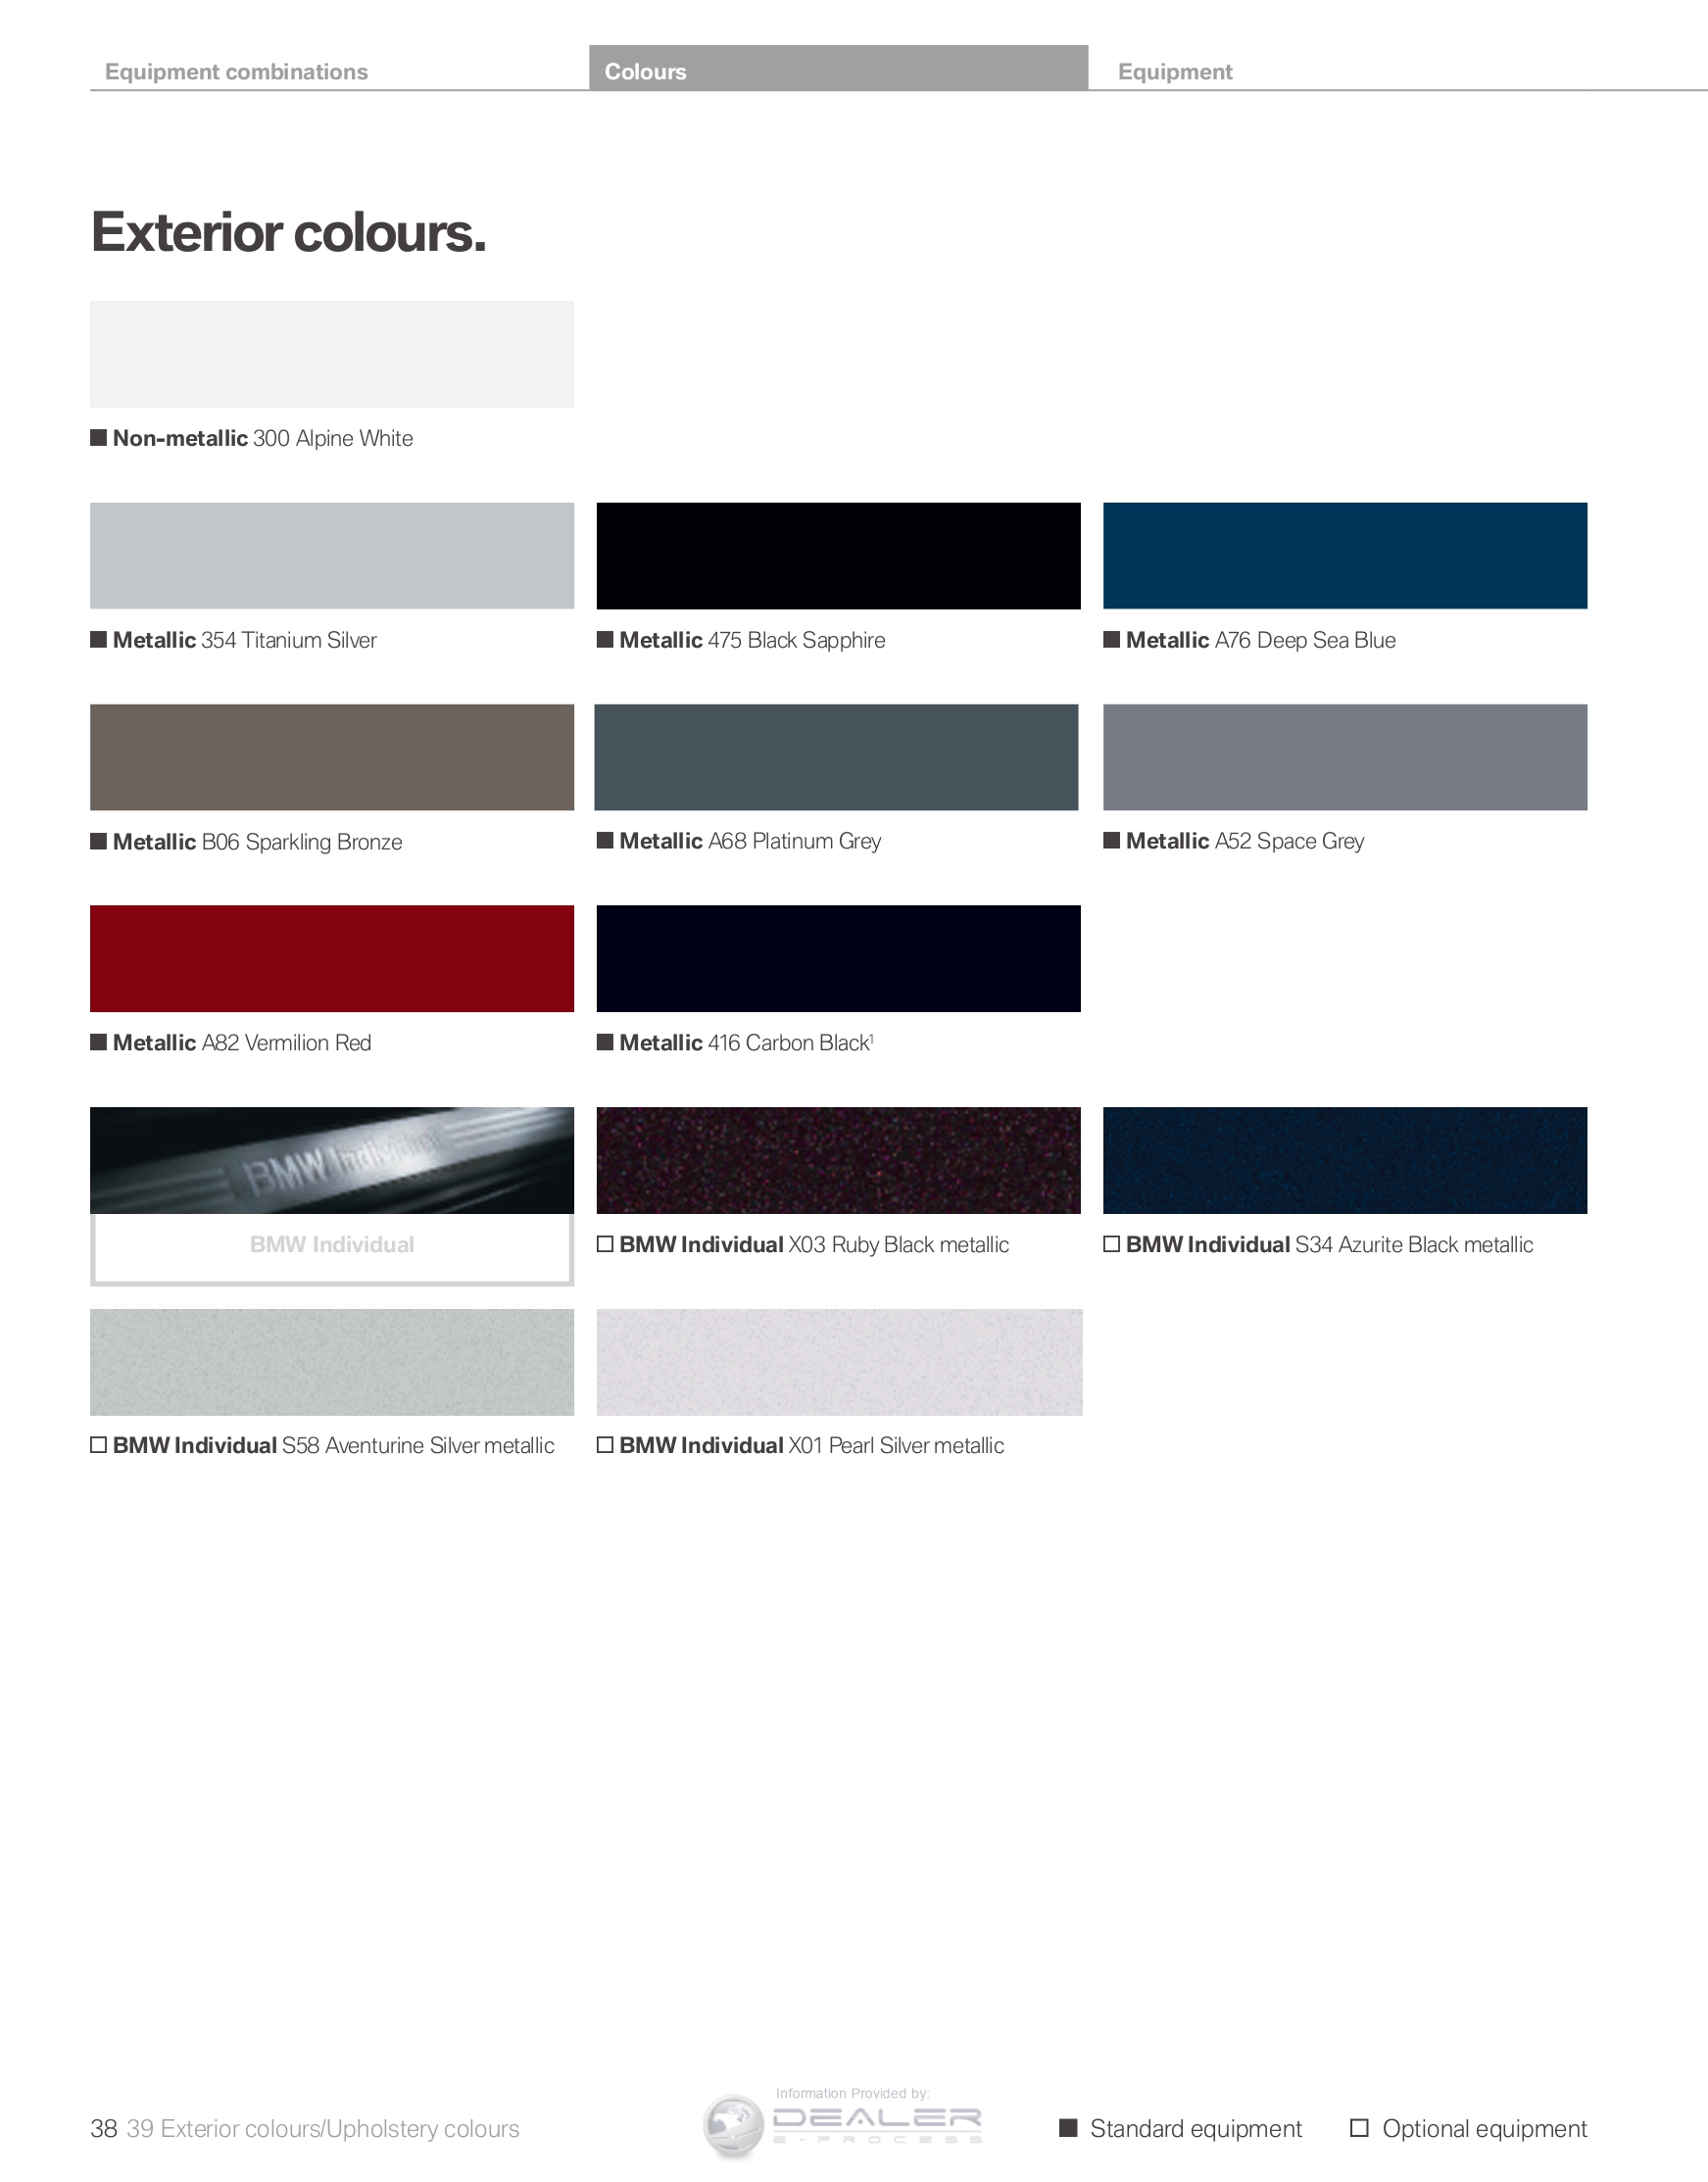 Equipment combinations
Colours
Equipment
Exterior colours.
■ Non-metallic 300 Alpine White
■ Metallic 354 Titanium Silver
■ Metallic 475 Black Sapphire
■ Metallic A76 Deep Sea Blue
■ Metallic B06 Sparkling Bronze
■ Metallic A68 Platinum Grey
■ Metallic A52 Space Grey
■ Metallic A82 Vermilion Red
■ Metallic 416 Carbon Black¹
BMW Individual
BMW Individual
□ BMW Individual X03 Ruby Black metallic
□ BMW Individual S34 Azurite Black metallic
□ BMW Individual S58 Aventurine Silver metallic
□ BMW Individual X01 Pearl Silver metallic
38 39 Exterior colours/Upholstery colours
Information Provided by:
DEALER
E-PROCESS
■ Standard equipment
□ Optional equipment